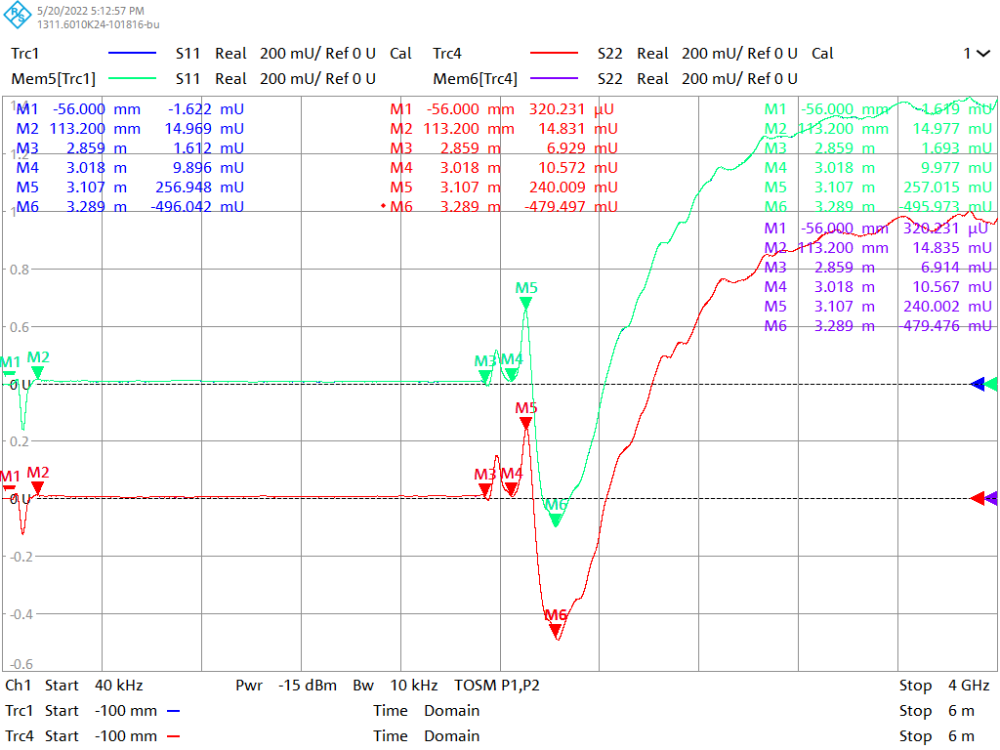 R&S 5/20/2022 5:12:57 PM
1311.6010K24-101816-bu
Trc1 S11 Real 200 mU/ Ref 0 U Cal Trc4 S22 Real 200 mU/ Ref 0 U Cal 1
Mem5[Trc1] S11 Real 200 mU/ Ref 0 U Mem6[Trc4] S22 Real 200 mU/ Ref 0 U
1.4
M1 -56.000 mm -1.622 mU M1 -56.000 mm 320.231 µU M1 -56.000 mm -1.619 mU
M2 113.200 mm 14.969 mU M2 113.200 mm 14.831 mU M2 113.200 mm 14.977 mU
M3 2.859 m 1.612 mU M3 2.859 m 6.929 mU M3 2.859 m 1.693 mU
1.2
M4 3.018 m 9.896 mU M4 3.018 m 10.572 mU M4 3.018 m 9.977 mU
M5 3.107 m 256.948 mU M5 3.107 m 240.009 mU M5 3.107 m 257.015 mU
M6 3.289 m -496.042 mU • M6 3.289 m -479.497 mU M6 3.289 m -495.973 mU
1
M1 -56.000 mm 320.231 µU
M2 113.200 mm 14.835 mU
M3 2.859 m 6.914 mU
0.8
M4 3.018 m 10.567 mU
M5 M5 3.107 m 240.002 mU
0.6 M6 3.289 m -479.476 mU
M1 M2 M3 M4
0 U
M5
0.2
M1 M2 M3 M4
0 U
M6
-0.2
-0.4 M6
-0.6
Ch1 Start 40 kHz Pwr -15 dBm Bw 10 kHz TOSM P1,P2 Stop 4 GHz
Trc1 Start -100 mm Time Domain Stop 6 m
Trc4 Start -100 mm Time Domain Stop 6 m